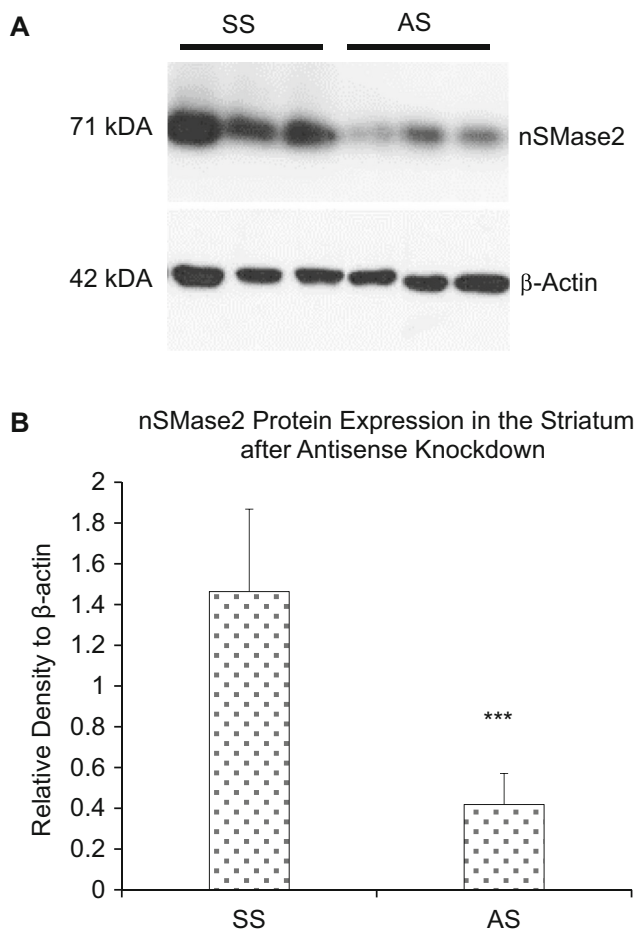 A
SS AS
71 kDA nSMase2
42 kDA β-Actin
B
nSMase2 Protein Expression in the Striatum
after Antisense Knockdown
Relative Density to β-actin
2
1.8
1.6
1.4
1.2
1
0.8
0.6
0.4
0.2
0
***
SS AS